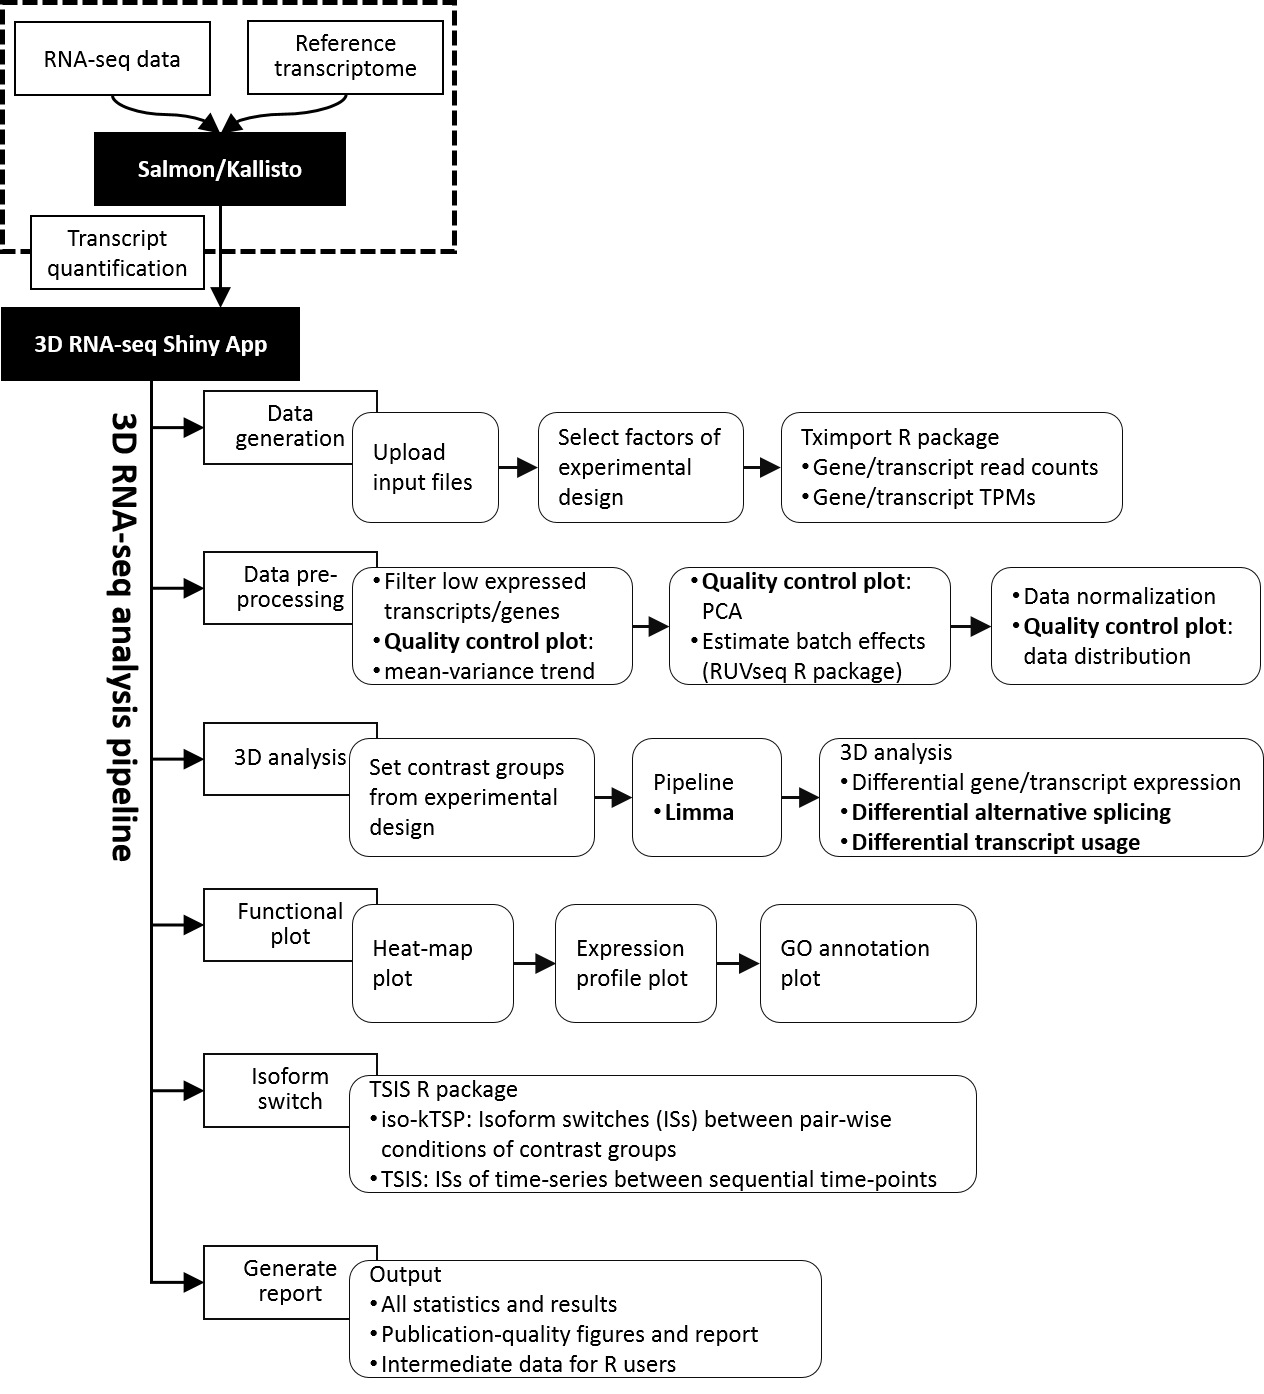 RNA-seq data
Reference
transcriptome
Salmon/Kallisto
Transcript
quantification
3D RNA-seq Shiny App
3D RNA-seq analysis pipeline
Data
generation
Upload
input files
Select factors of
experimental
design
Tximport R package
•Gene/transcript read counts
•Gene/transcript TPMs
Data pre-
processing
•Filter low expressed
transcripts/genes
•Quality control plot:
•mean-variance trend
•Quality control plot:
PCA
•Estimate batch effects
(RUVseq R package)
•Data normalization
•Quality control plot:
data distribution
3D analysis
Set contrast groups
from experimental
design
Pipeline
•Limma
3D analysis
•Differential gene/transcript expression
•Differential alternative splicing
•Differential transcript usage
Functional
plot
Heat-map
plot
Expression
profile plot
GO annotation
plot
Isoform
switch
TSIS R package
•iso-kTSP: Isoform switches (ISs) between pair-wise
conditions of contrast groups
•TSIS: ISs of time-series between sequential time-points
Generate
report
Output
•All statistics and results
•Publication-quality figures and report
•Intermediate data for R users